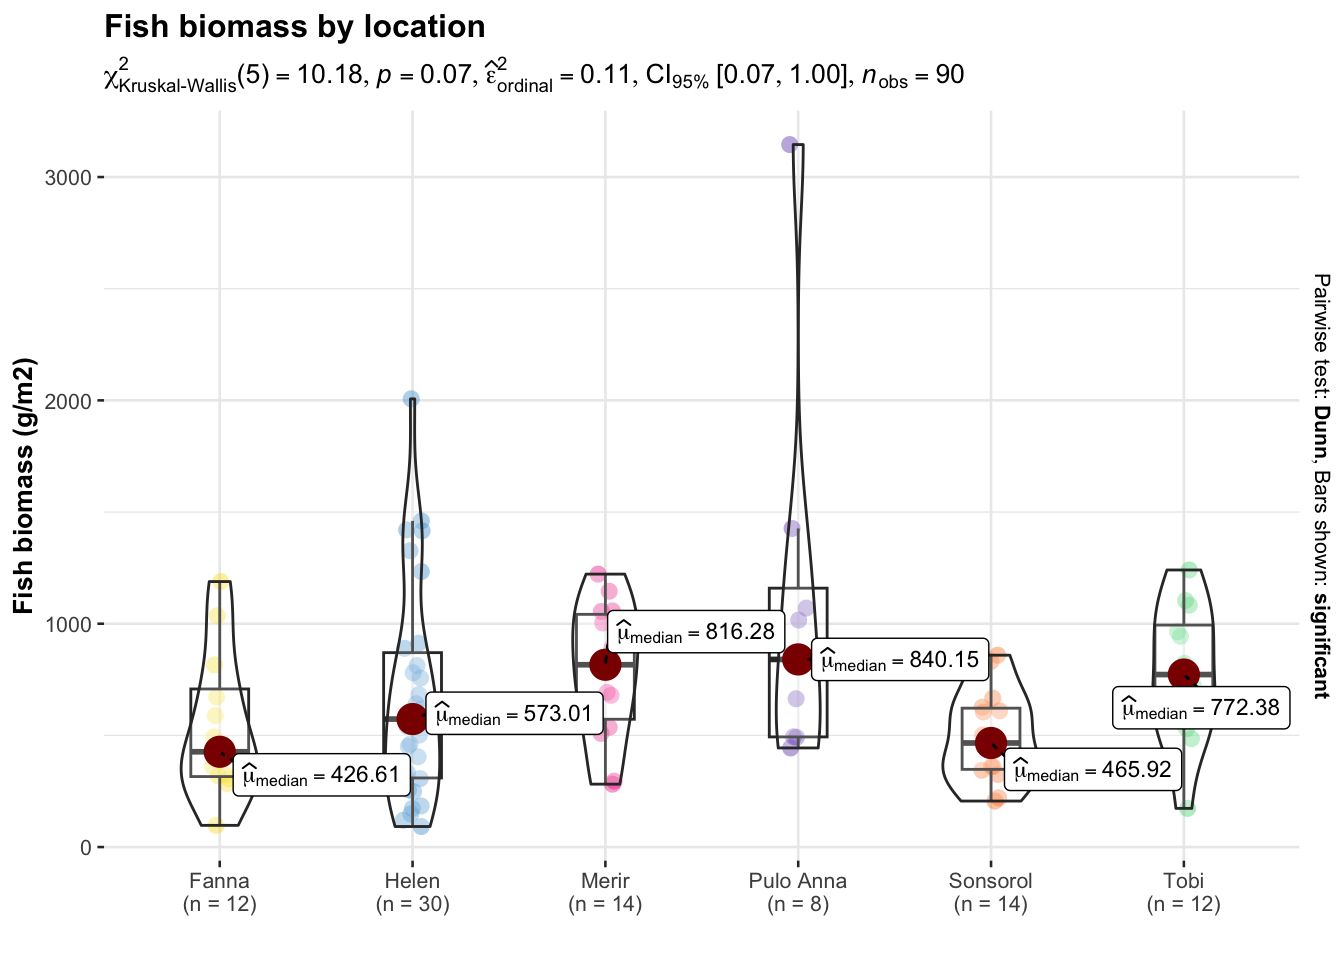 Fish biomass by location
χ²Kruskal-Wallis(5) = 10.18, p = 0.07, ε̂²ordinal = 0.11, CI95% [0.07, 1.00], nobs = 90
Fish biomass (g/m2)
3000
2000
1000
0
μ̂median = 426.61
μ̂median = 573.01
μ̂median = 816.28
μ̂median = 840.15
μ̂median = 465.92
μ̂median = 772.38
Fanna
(n = 12)
Helen
(n = 30)
Merir
(n = 14)
Pulo Anna
(n = 8)
Sonsorol
(n = 14)
Tobi
(n = 12)
Pairwise test: Dunn, Bars shown: significant